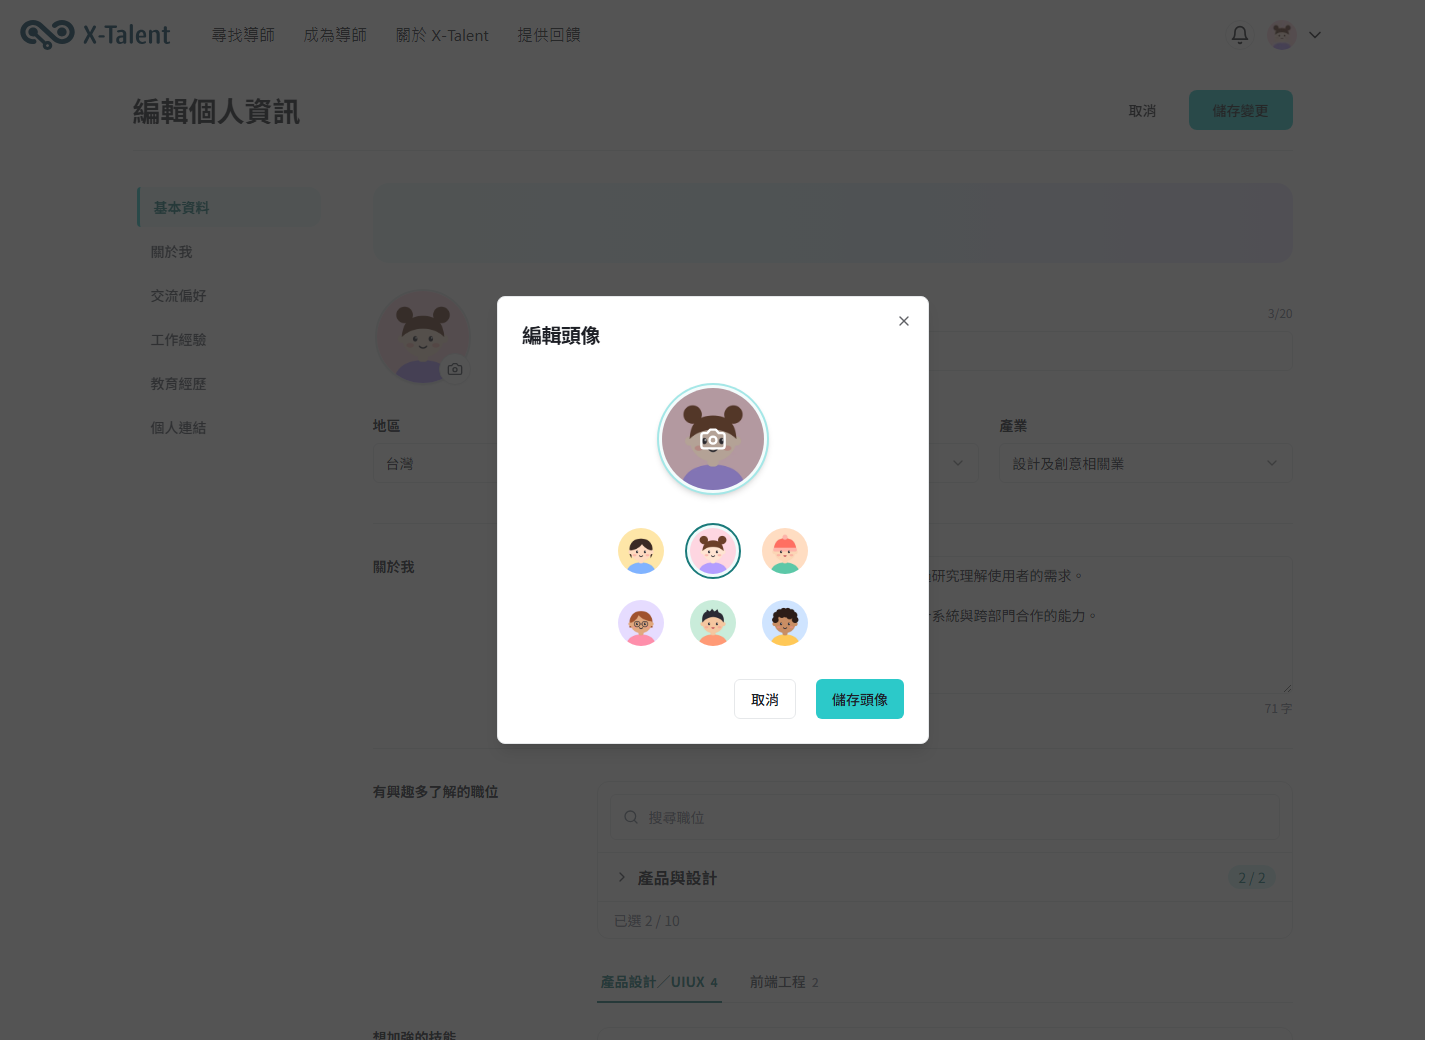 X-Talent 尋找導師 成為導師 關於 X-Talent 提供回饋
編輯個人資訊 取消 儲存變更
基本資料
關於我
交流偏好
工作經驗
教育經歷
個人連結
3/20
地區 產業
台灣 設計及創意相關業
關於我
研究理解使用者的需求。
系統與跨部門合作的能力。
71 字
編輯頭像
取消 儲存頭像
有興趣多了解的職位
搜尋職位
產品與設計 2 / 2
已選 2 / 10
產品設計／UIUX 4 前端工程 2
想加強的技能